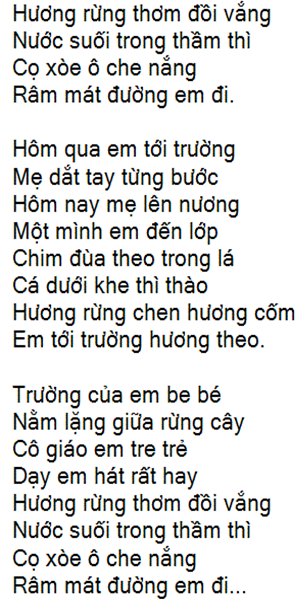 Hương rừng thơm đồi vắng
Nước suối trong thầm thì
Cọ xòe ô che nắng
Râm mát đường em đi.

Hôm qua em tới trường
Mẹ dắt tay từng bước
Hôm nay mẹ lên nương
Một mình em đến lớp
Chim đùa theo trong lá
Cá dưới khe thì thào
Hương rừng chen hương cốm
Em tới trường hương theo.

Trường của em be bé
Nằm lặng giữa rừng cây
Cô giáo em tre trẻ
Dạy em hát rất hay
Hương rừng thơm đồi vắng
Nước suối trong thầm thì
Cọ xòe ô che nắng
Râm mát đường em đi...